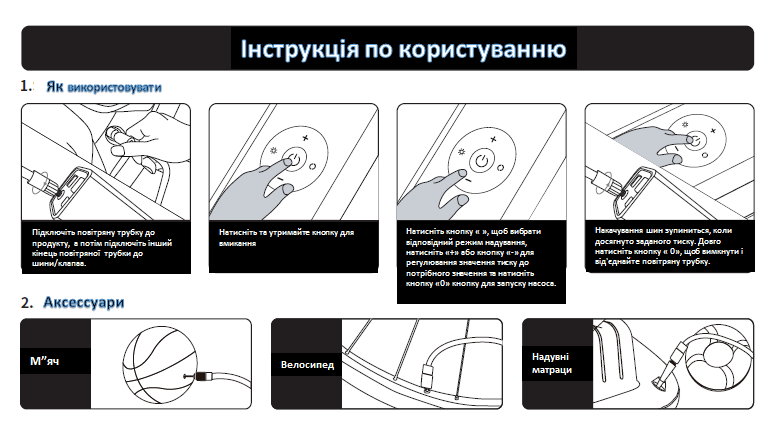 Інструкція по користуванню
1. Як використовувати
Підключіть повітряну трубку до
продукту, а потім підключіть інший
кінець повітряної трубки до
шини/клапва.
Натисніть та утримайте кнопку для
вмикання
Натисніть кнопку « », щоб вибрати
відповідний режим надування,
натисніть «+» або кнопку «-» для
регулювання значення тиску до
потрібного значення та натисніть
кнопку «0» кнопку для запуску насоса.
Накачування шин зупиниться, коли
досягнуто заданого тиску. Довго
натисніть кнопку « 0», щоб вимкнути і
від'єднайте повітряну трубку.
2. Аксессуари
М”яч
Велосипед
Надувні
матраци